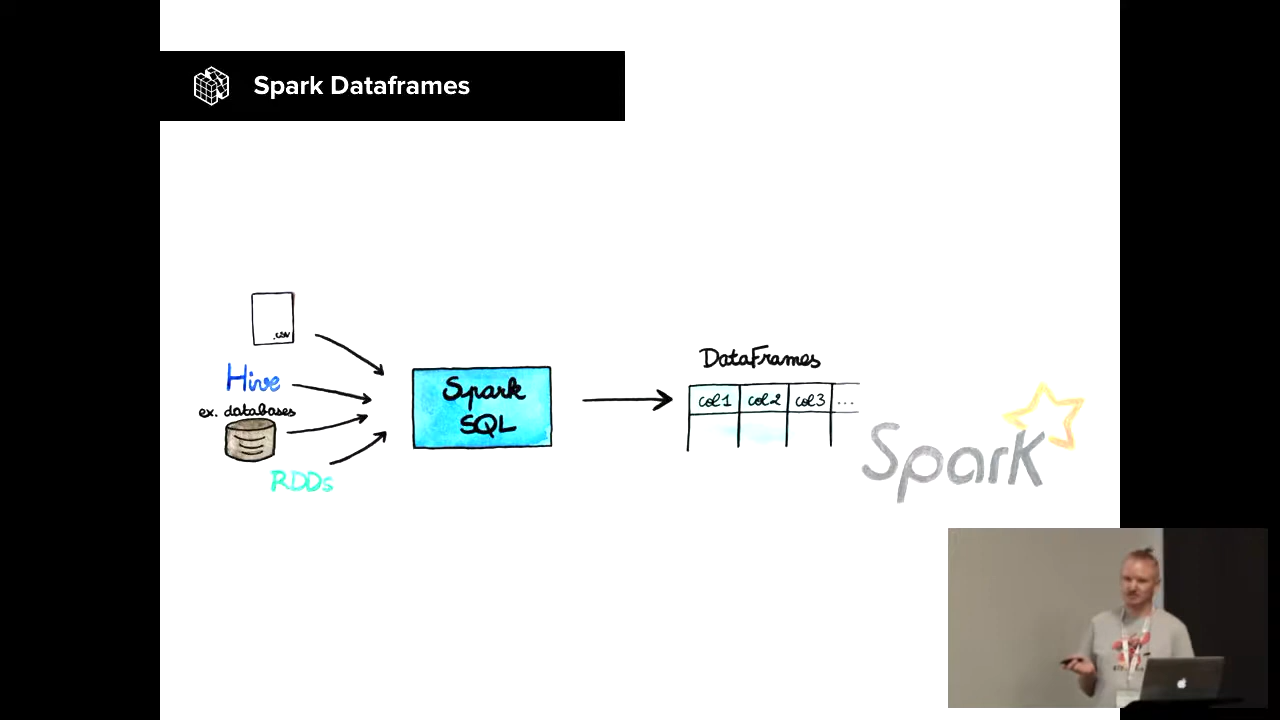 Spark Dataframes
.csv
Hive
ex. databases
RDDs
Spark
SQL
DataFrames
col1 col2 col3 ...
Spark